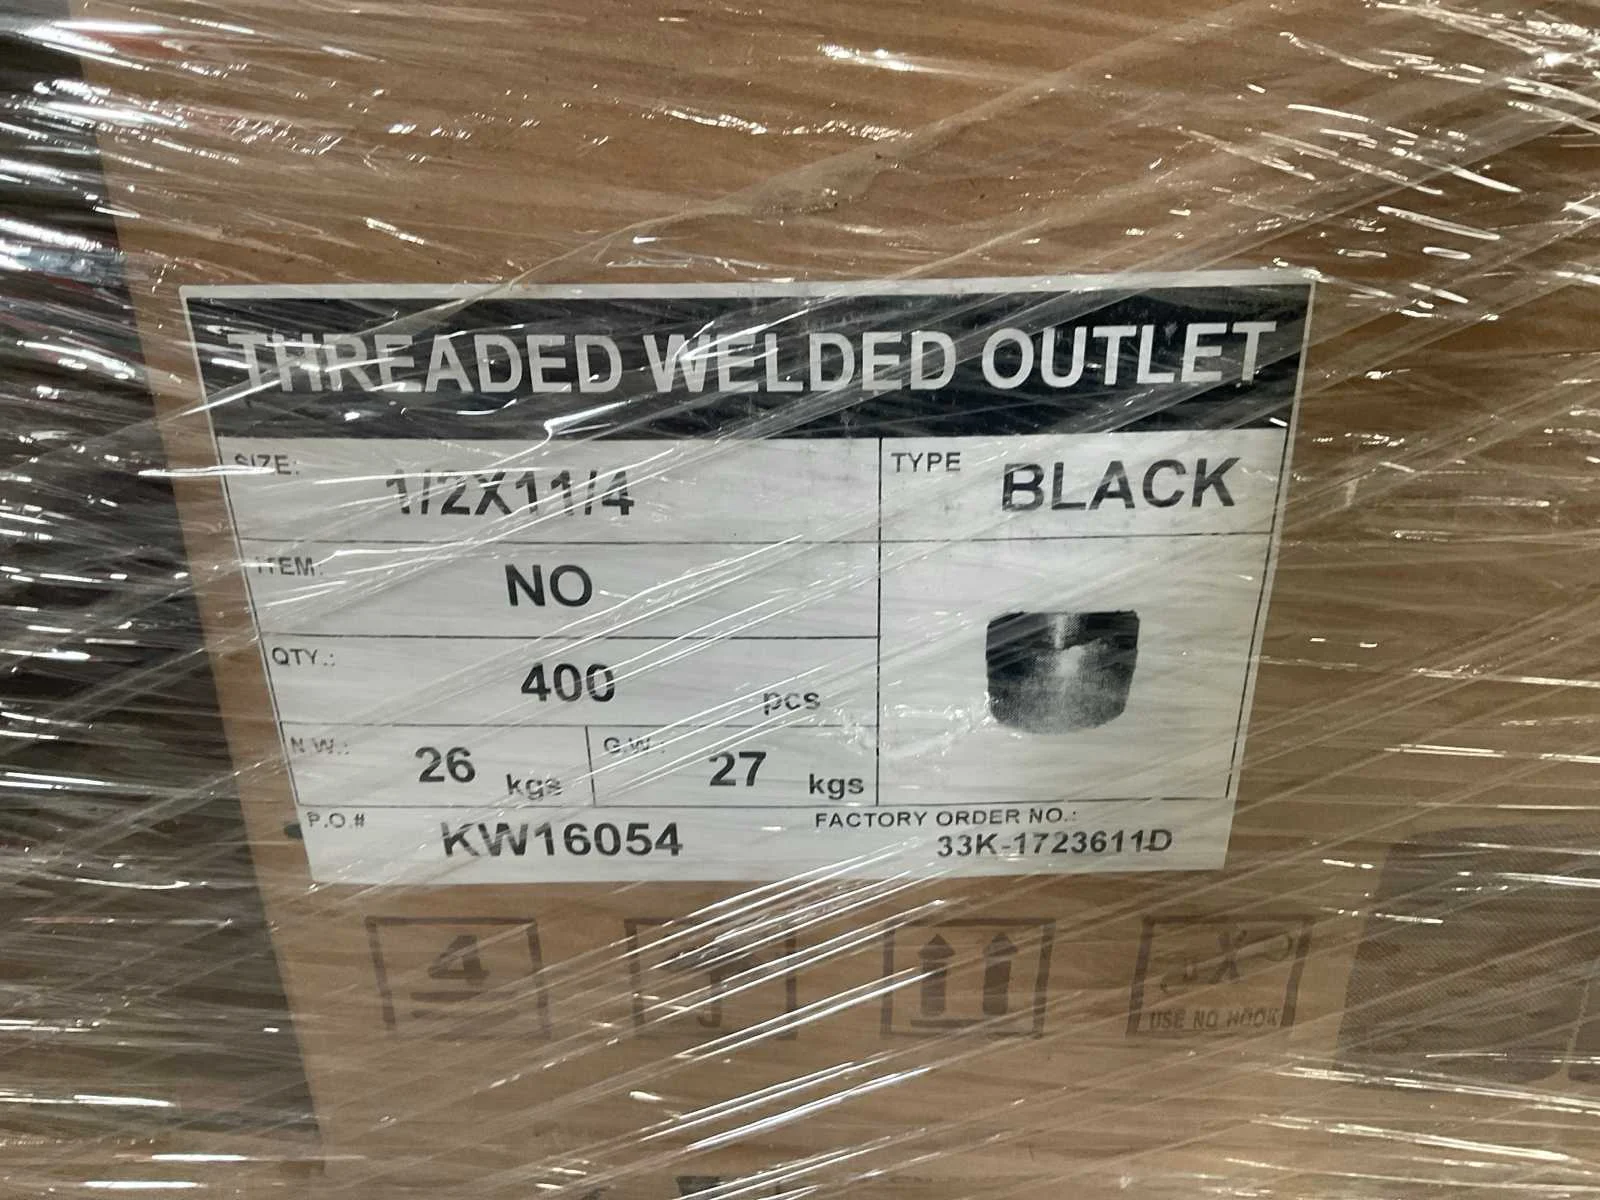 THREADED WELDED OUTLET
SIZE: 1/2X11/4
TYPE BLACK
ITEM: NO
QTY.: 400 pcs
N.W.: 26 kgs G.W.: 27 kgs
P.O.# KW16054
FACTORY ORDER NO.:
33K-1723611D
4
USE NO HOOK